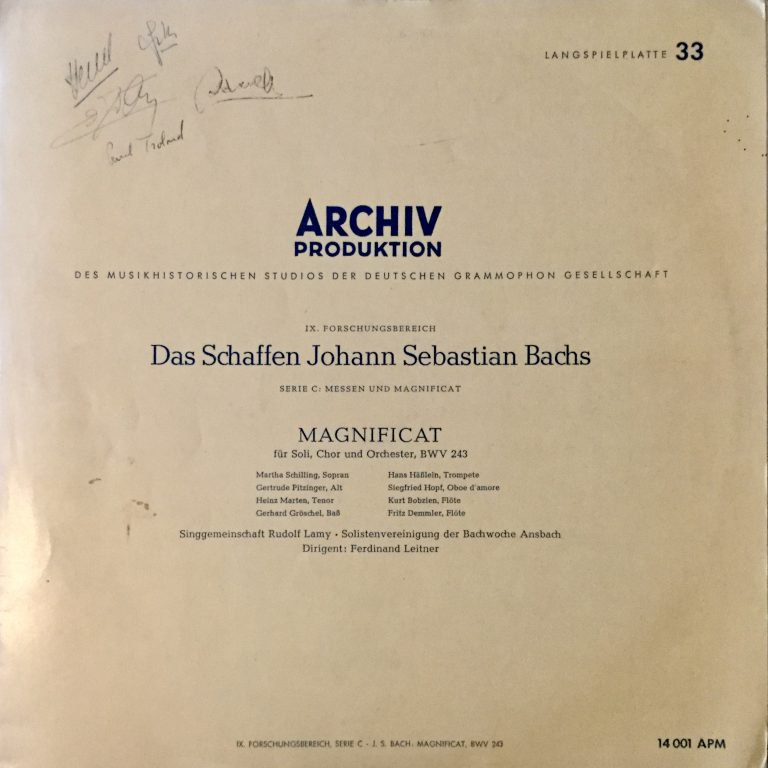 LANGSPIELPLATTE 33
ARCHIV
PRODUKTION
DES MUSIKHISTORISCHEN STUDIOS DER DEUTSCHEN GRAMMOPHON GESELLSCHAFT
IX. FORSCHUNGSBEREICH
Das Schaffen Johann Sebastian Bachs
SERIE C: MESSEN UND MAGNIFICAT
MAGNIFICAT
für Soli, Chor und Orchester, BWV 243
Martha Schilling, Sopran Hans Häßlein, Trompete
Gertrude Pitzinger, Alt Siegfried Hopf, Oboe d'amore
Heinz Marten, Tenor Kurt Bobzien, Flöte
Gerhard Gröschel, Baß Fritz Demmler, Flöte
Singgemeinschaft Rudolf Lamy • Solistenvereinigung der Bachwoche Ansbach
Dirigent: Ferdinand Leitner
IX. FORSCHUNGSBEREICH, SERIE C - J. S. BACH: MAGNIFICAT, BWV 243
14 001 APM